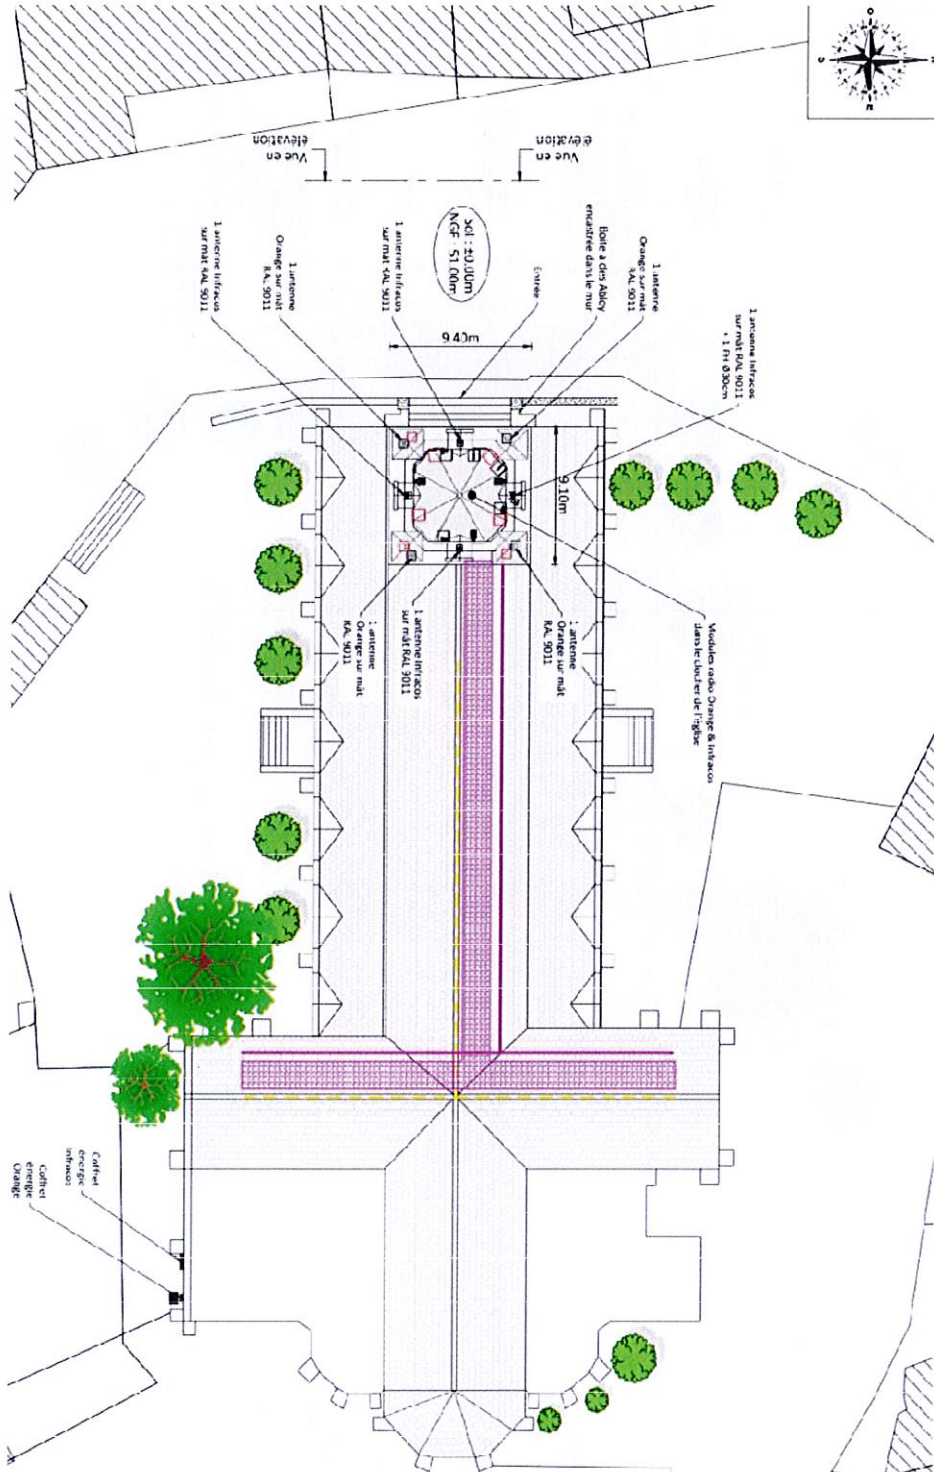 O
N
S
Vue en
élévation
Vue en
élévation
Sol : ±0.00m
NGF : 51.00m
1 antenne Infracos
sur mât RAL 9011
1 antenne
Orange sur mât
RAL 9011
1 antenne Infracos
sur mât RAL 9011
Entrée
encastrée dans le mur
1 antenne
Orange sur mât
RAL 9011
1 antenne Infracos
sur mât RAL 9011
+ 1 FH Ø30cm
9.40m
9.10m
1 antenne Infracos
sur mât RAL 9011
1 antenne
Orange sur mât
RAL 9011
1 antenne
Orange sur mât
RAL 9011
Modules radio Orange & Infracos
dans le clocher de l'église
Coffret
énergie
Infracos
Coffret
énergie
Orange